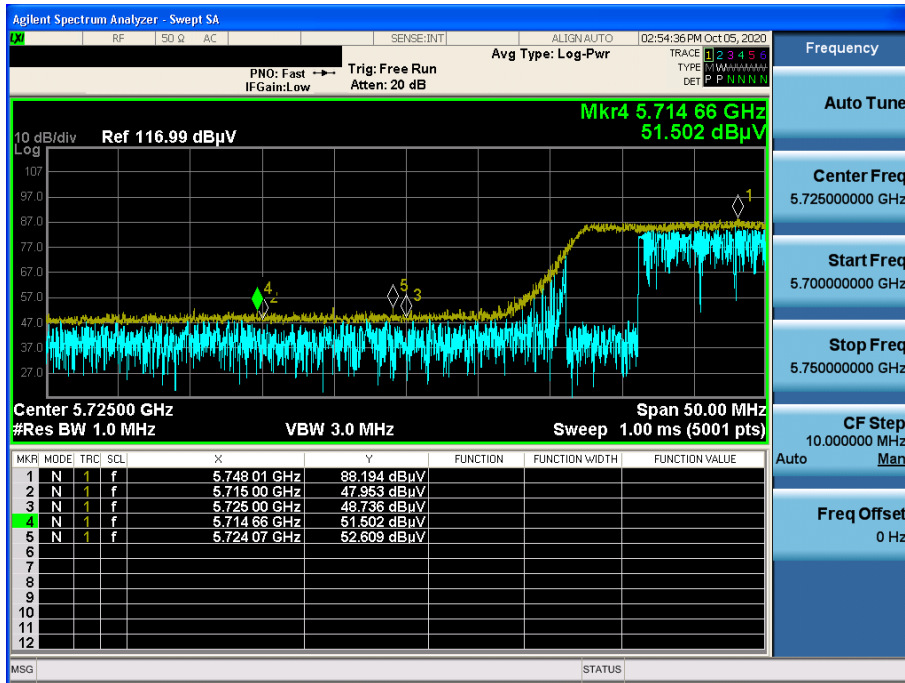 Agilent Spectrum Analyzer - Swept SA
LXI RF 50 Ω AC SENSE:INT ALIGN AUTO 02:54:36 PM Oct 05, 2020
Frequency
PNO: Fast
IFGain:Low
Trig: Free Run
Atten: 20 dB
Avg Type: Log-Pwr
TRACE 1 2 3 4 5 6
TYPE M W W W W W
DET P P N N N N
Auto Tune
Mkr4 5.714 66 GHz
51.502 dBµV
10 dB/div Ref 116.99 dBµV
Log
107
97.0
87.0
77.0
67.0
57.0
47.0
37.0
27.0
1
4
2
5
3
Center Freq
5.725000000 GHz
Start Freq
5.700000000 GHz
Stop Freq
5.750000000 GHz
Center 5.72500 GHz Span 50.00 MHz
#Res BW 1.0 MHz VBW 3.0 MHz Sweep 1.00 ms (5001 pts)
CF Step
10.000000 MHz
Auto Man
Freq Offset
0 Hz
MKR MODE TRC SCL X Y FUNCTION FUNCTION WIDTH FUNCTION VALUE
1 N 1 f 5.748 01 GHz 88.194 dBµV
2 N 1 f 5.715 00 GHz 47.953 dBµV
3 N 1 f 5.725 00 GHz 48.736 dBµV
4 N 1 f 5.714 66 GHz 51.502 dBµV
5 N 1 f 5.724 07 GHz 52.609 dBµV
6
7
8
9
10
11
12
MSG STATUS